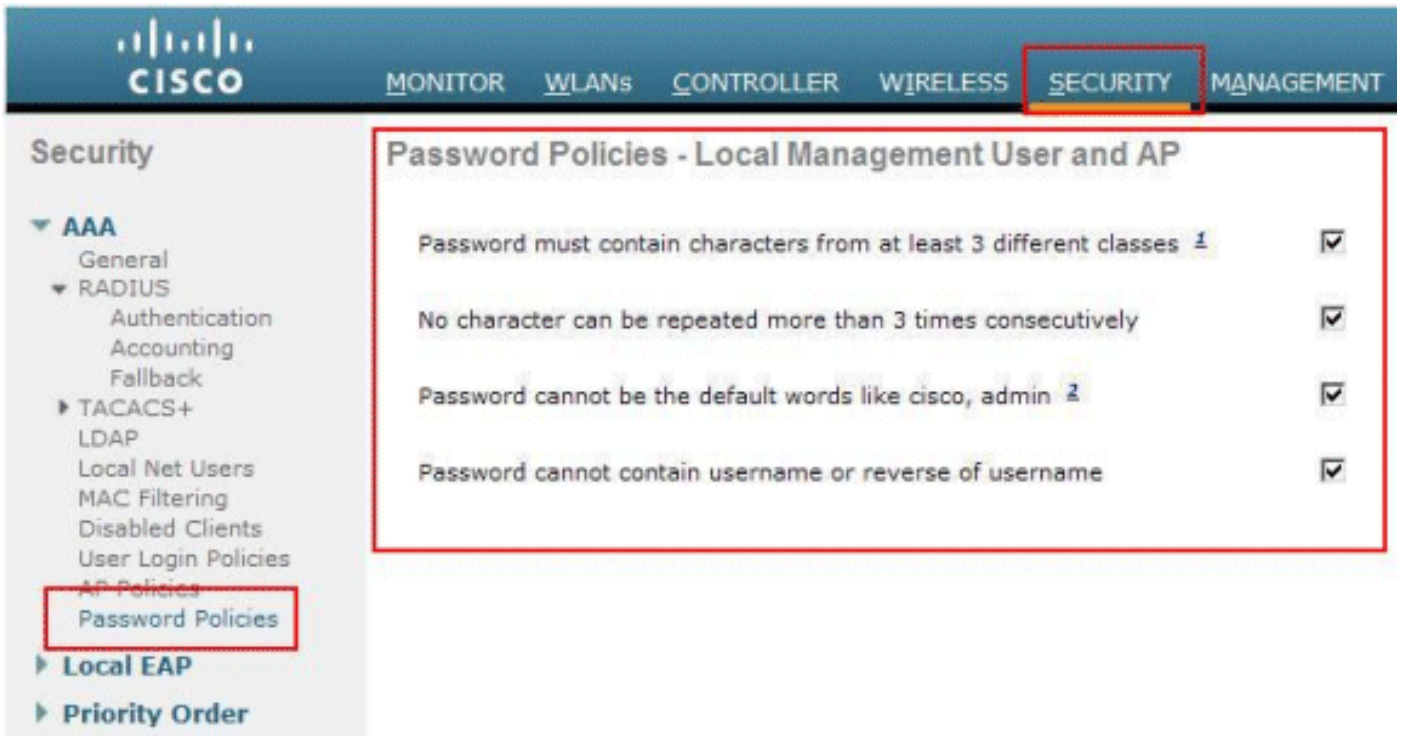 CISCO
MONITOR WLANs CONTROLLER WIRELESS SECURITY MANAGEMENT
Security
AAA
General
RADIUS
Authentication
Accounting
Fallback
TACACS+
LDAP
Local Net Users
MAC Filtering
Disabled Clients
User Login Policies
AP Policies
Password Policies
Local EAP
Priority Order
Password Policies - Local Management User and AP
Password must contain characters from at least 3 different classes 1
No character can be repeated more than 3 times consecutively
Password cannot be the default words like cisco, admin 2
Password cannot contain username or reverse of username